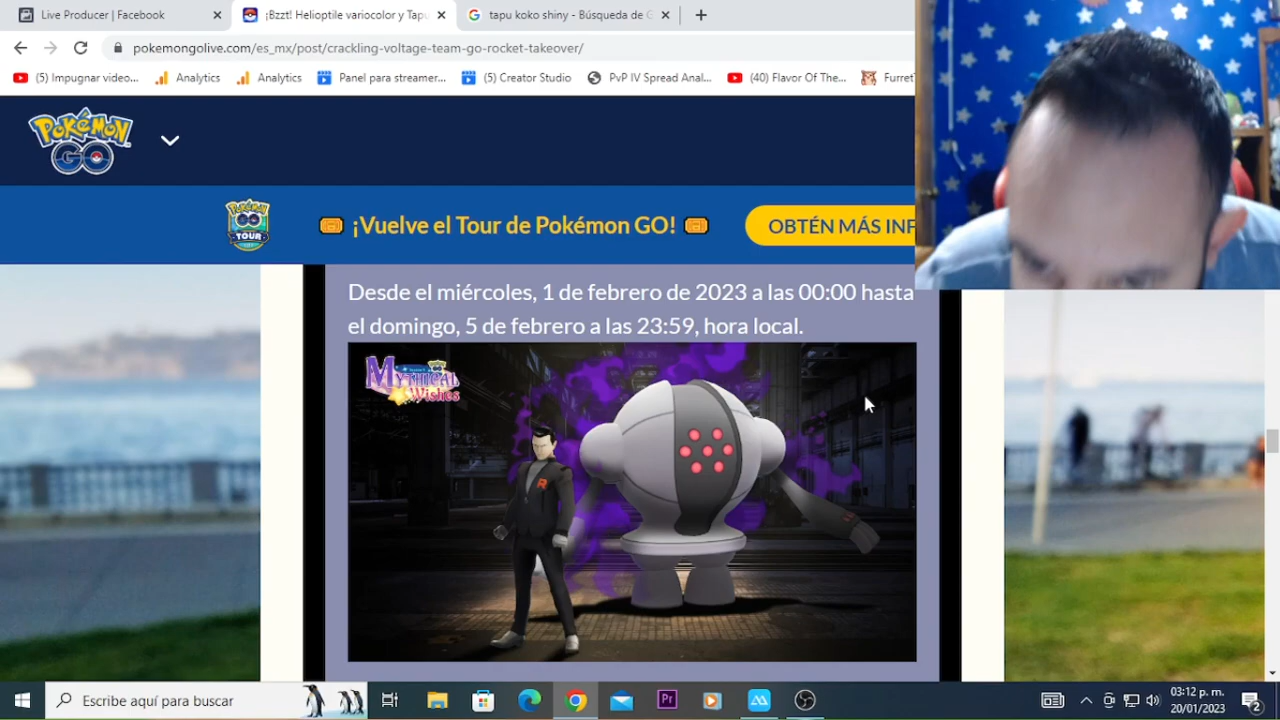 Live Producer | Facebook
¡Bzzt! Helioptile variocolor y Tapu
tapu koko shiny - Búsqueda de G
pokemongolive.com/es_mx/post/crackling-voltage-team-go-rocket-takeover/
(5) Impugnar video...
Analytics
Analytics
Panel para streamer...
(5) Creator Studio
PvP IV Spread Anal...
(40) Flavor Of The...
Furret
POKÉMON
GO
Pokémon
GO
TOUR
¡Vuelve el Tour de Pokémon GO!
OBTÉN MÁS INF
Desde el miércoles, 1 de febrero de 2023 a las 00:00 hasta
el domingo, 5 de febrero a las 23:59, hora local.
MYTHICAL
Wishes
R
Escribe aquí para buscar
Pr
03:12 p. m.
20/01/2023
2